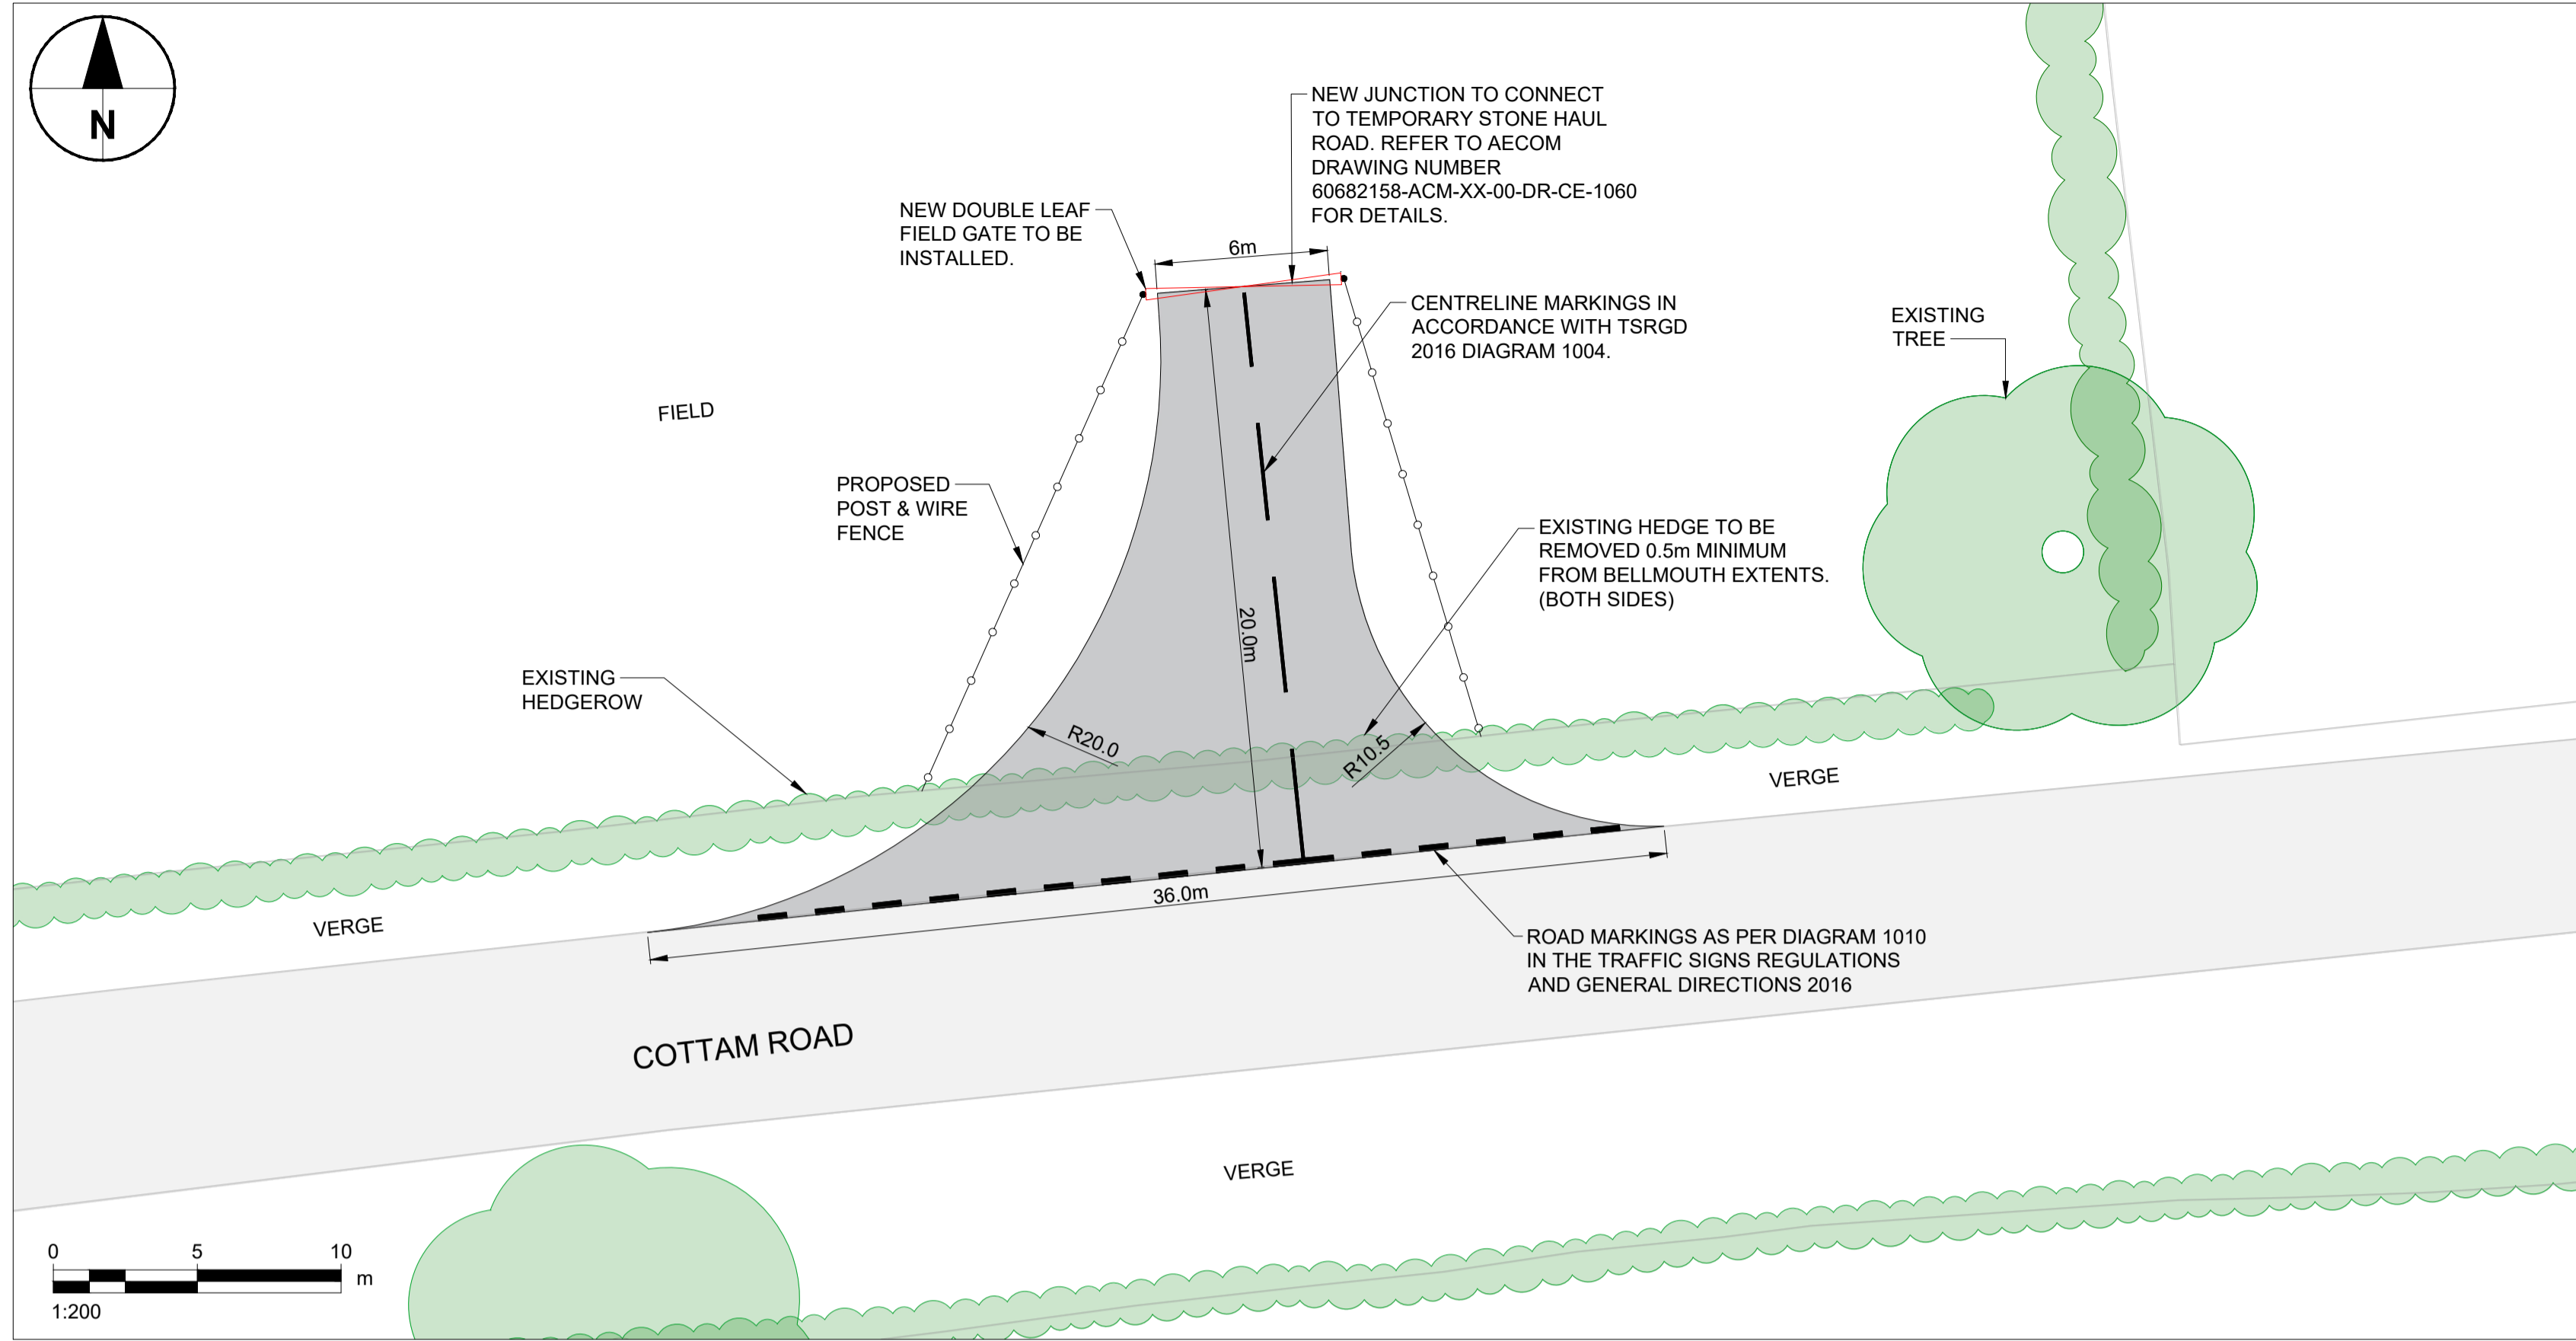 N
NEW JUNCTION TO CONNECT
TO TEMPORARY STONE HAUL
ROAD. REFER TO AECOM
DRAWING NUMBER
60682158-ACM-XX-00-DR-CE-1060
FOR DETAILS.
NEW DOUBLE LEAF
FIELD GATE TO BE
INSTALLED.
6m
CENTRELINE MARKINGS IN
ACCORDANCE WITH TSRGD
2016 DIAGRAM 1004.
EXISTING
TREE
FIELD
PROPOSED
POST & WIRE
FENCE
EXISTING HEDGE TO BE
REMOVED 0.5m MINIMUM
FROM BELLMOUTH EXTENTS.
(BOTH SIDES)
20.0m
EXISTING
HEDGEROW
R20.0
R10.5
VERGE
36.0m
VERGE
ROAD MARKINGS AS PER DIAGRAM 1010
IN THE TRAFFIC SIGNS REGULATIONS
AND GENERAL DIRECTIONS 2016
COTTAM ROAD
VERGE
0 5 10
m
1:200